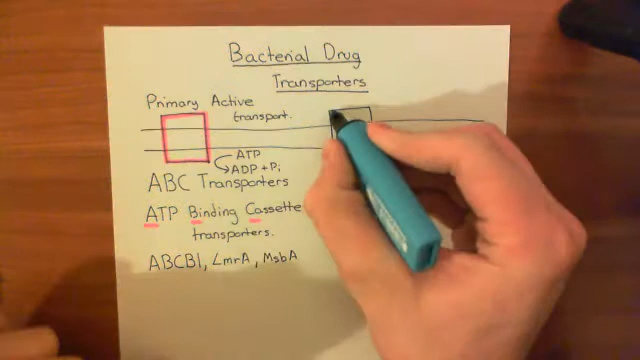 Bacterial Drug
Transporters
Primary Active
transport.
ATP
ADP + Pi
ABC Transporters
ATP Binding Cassette
transporters.
ABCB1, LmrA, MsbA